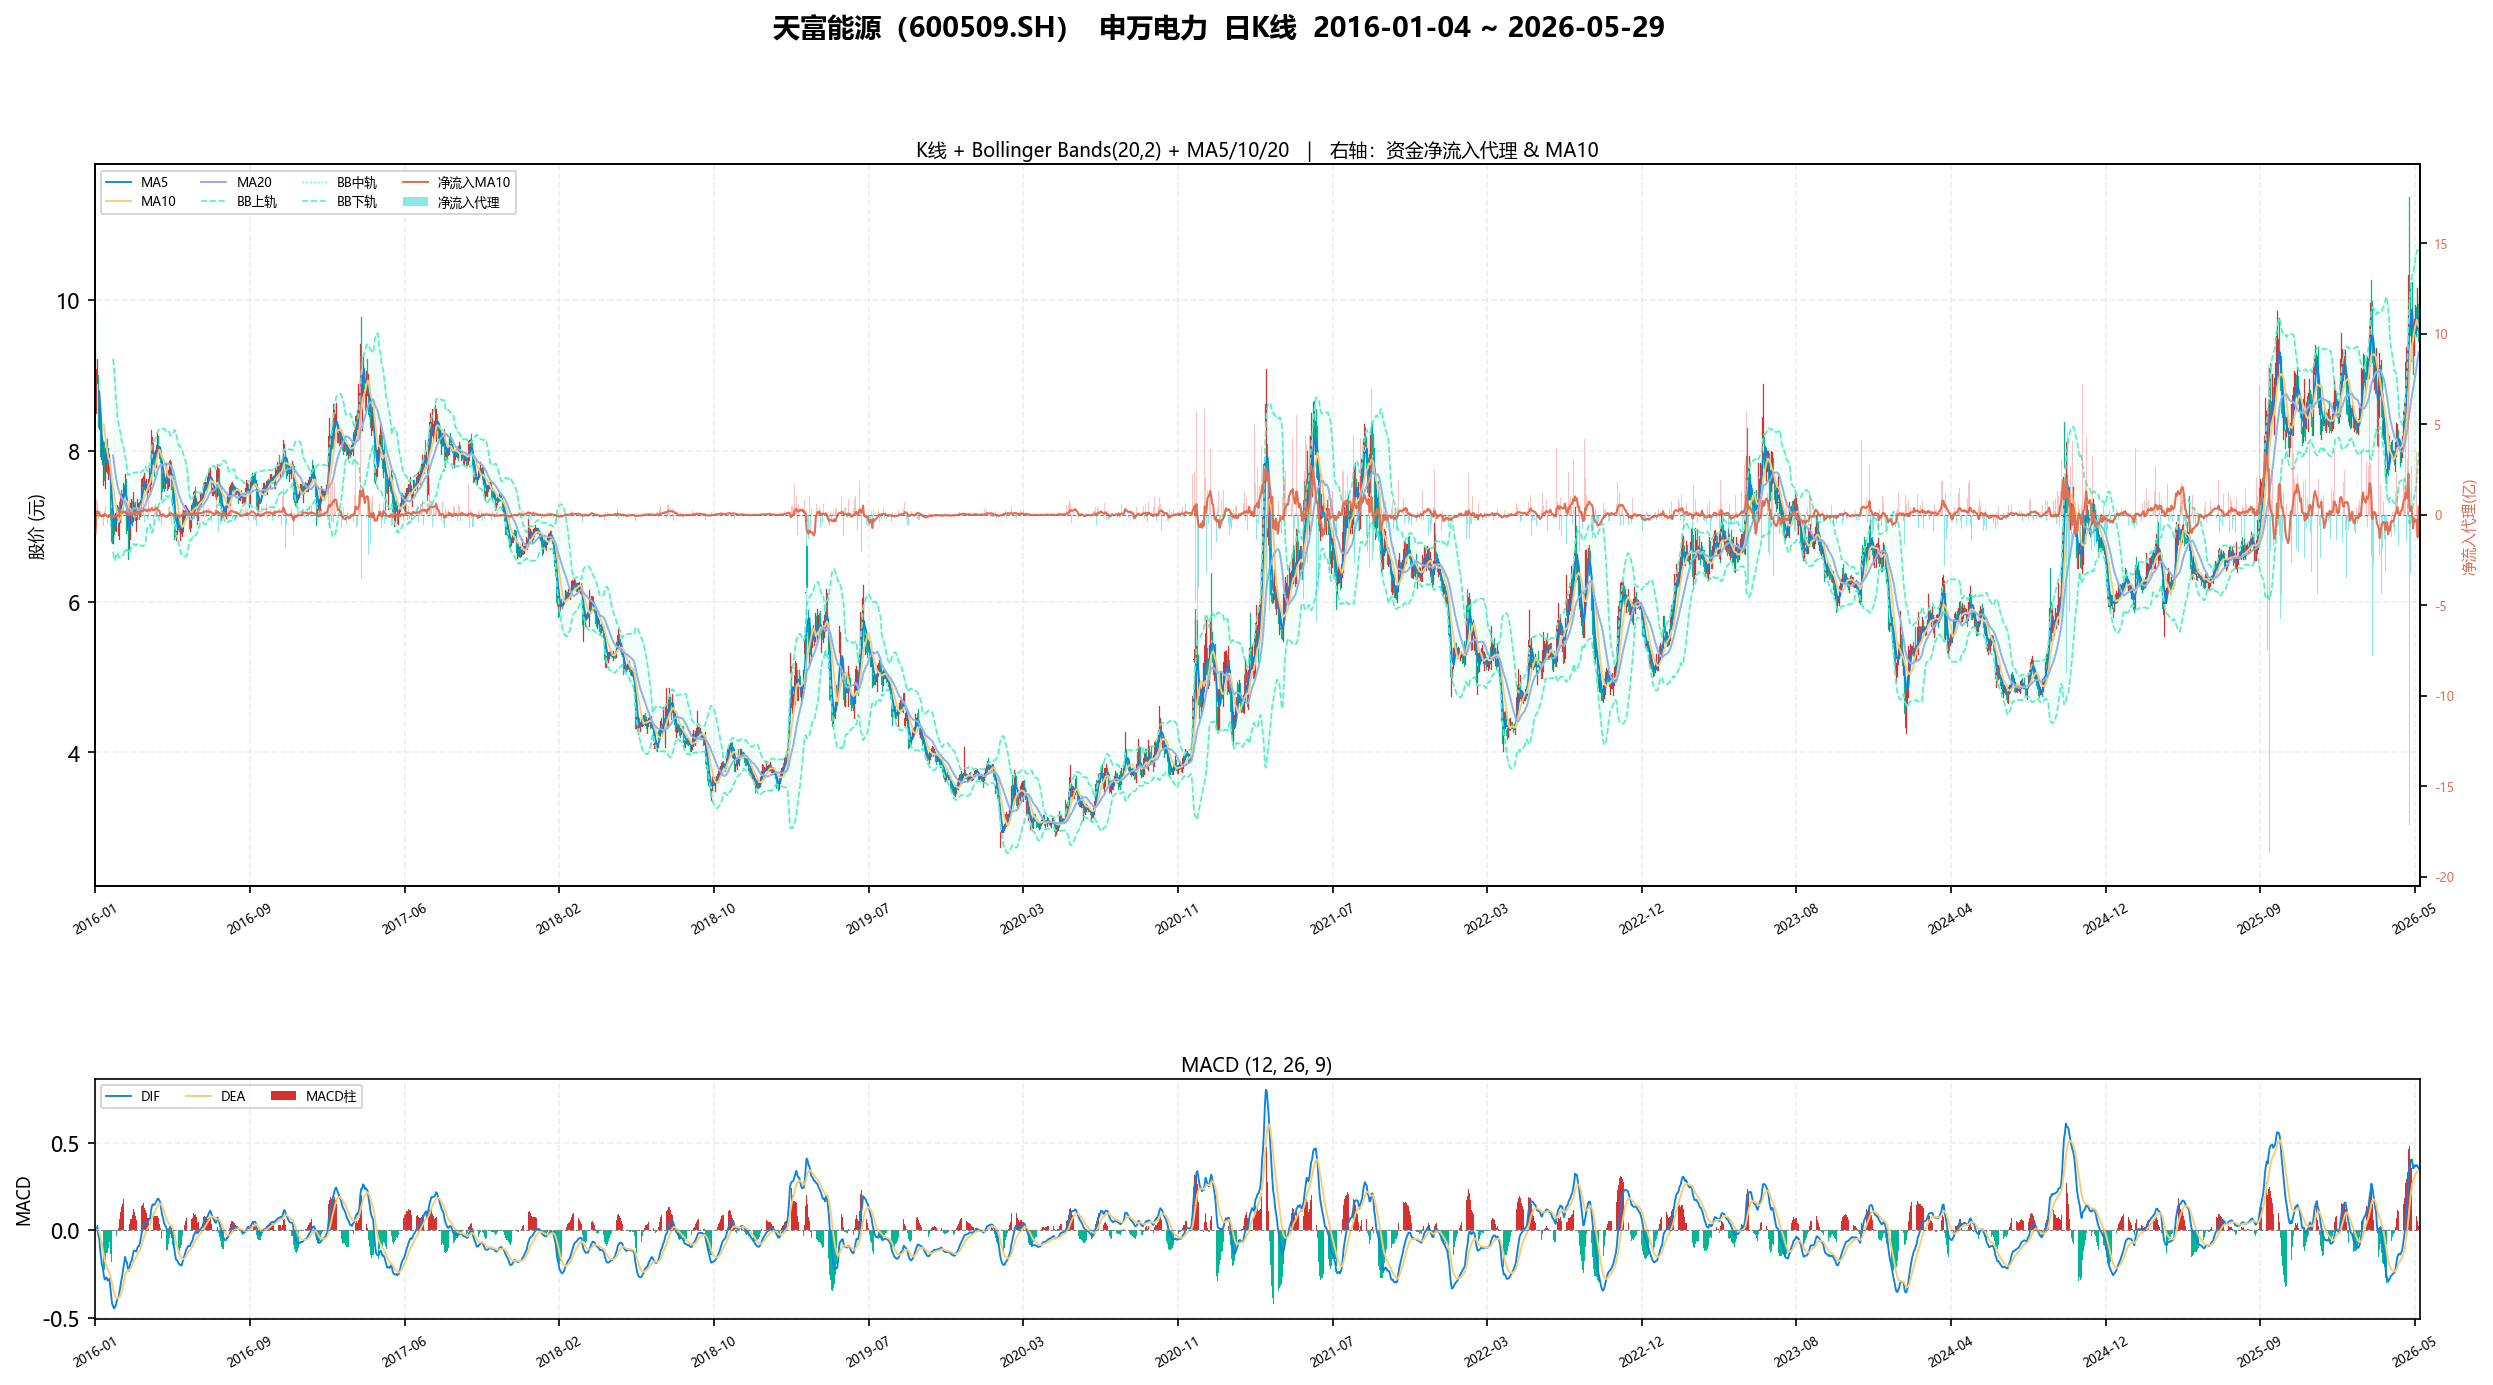 天富能源（600509.SH） 申万电力 日K线 2016-01-04 ~ 2026-05-29
K线 + Bollinger Bands(20,2) + MA5/10/20 | 右轴：资金净流入代理 & MA10
MA5 MA20 BB中轨 净流入MA10
MA10 BB上轨 BB下轨 净流入代理
股价 (元)
10
8
6
4
15
10
5
0
-5
-10
-15
-20
净流入代理(亿)
2016-01 2016-09 2017-06 2018-02 2018-10 2019-07 2020-03 2020-11 2021-07 2022-03 2022-12 2023-08 2024-04 2024-12 2025-09 2026-05
MACD (12, 26, 9)
DIF DEA MACD柱
MACD
0.5
0.0
-0.5
2016-01 2016-09 2017-06 2018-02 2018-10 2019-07 2020-03 2020-11 2021-07 2022-03 2022-12 2023-08 2024-04 2024-12 2025-09 2026-05